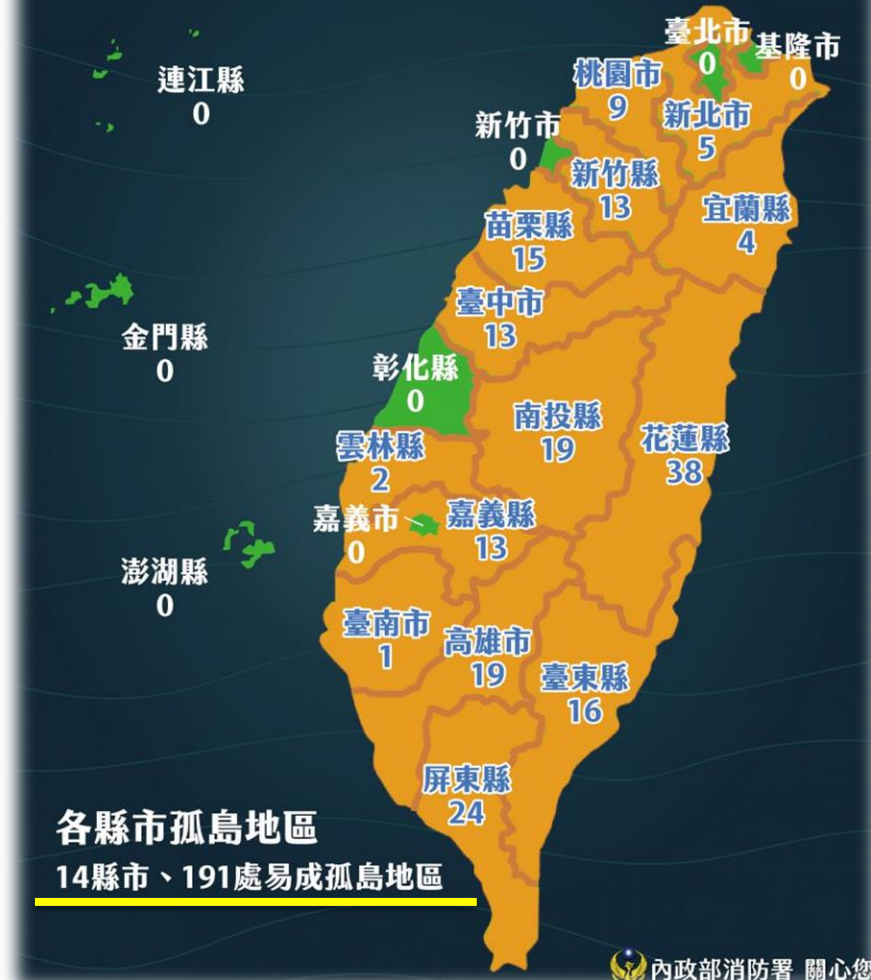 臺北市
0
基隆市
0
連江縣
0
桃園市
9
新北市
5
新竹市
0
新竹縣
13
宜蘭縣
4
苗栗縣
15
臺中市
13
金門縣
0
彰化縣
0
南投縣
19
花蓮縣
38
雲林縣
2
嘉義市
0
嘉義縣
13
澎湖縣
0
臺南市
1
高雄市
19
臺東縣
16
屏東縣
24
各縣市孤島地區
14縣市、191處易成孤島地區
內政部消防署 關心您